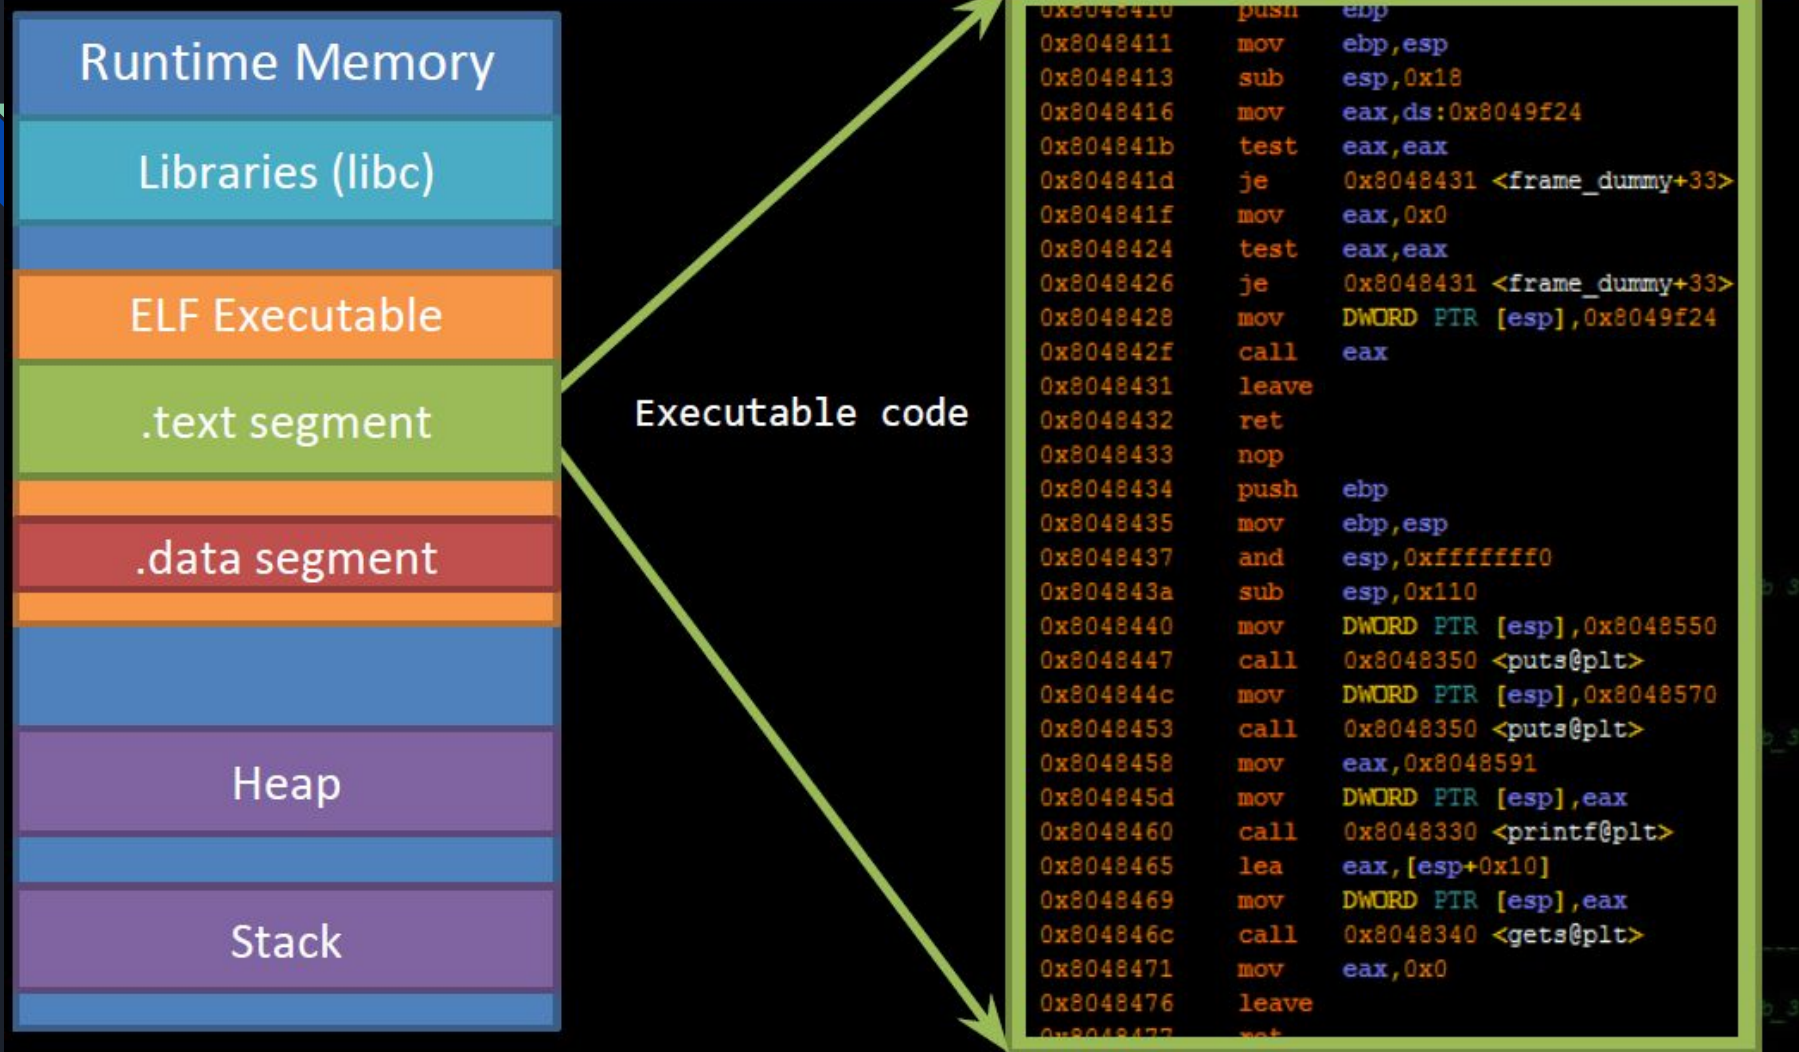 Runtime Memory
Libraries (libc)
ELF Executable
.text segment
.data segment
Heap
Stack
Executable code
0x8048410 push ebp
0x8048411 mov ebp,esp
0x8048413 sub esp,0x18
0x8048416 mov eax,ds:0x8049f24
0x804841b test eax,eax
0x804841d je 0x8048431 <frame_dummy+33>
0x804841f mov eax,0x0
0x8048424 test eax,eax
0x8048426 je 0x8048431 <frame_dummy+33>
0x8048428 mov DWORD PTR [esp],0x8049f24
0x804842f call eax
0x8048431 leave
0x8048432 ret
0x8048433 nop
0x8048434 push ebp
0x8048435 mov ebp,esp
0x8048437 and esp,0xfffffff0
0x804843a sub esp,0x110
0x8048440 mov DWORD PTR [esp],0x8048550
0x8048447 call 0x8048350 <puts@plt>
0x804844c mov DWORD PTR [esp],0x8048570
0x8048453 call 0x8048350 <puts@plt>
0x8048458 mov eax,0x8048591
0x804845d mov DWORD PTR [esp],eax
0x8048460 call 0x8048330 <printf@plt>
0x8048465 lea eax,[esp+0x10]
0x8048469 mov DWORD PTR [esp],eax
0x804846c call 0x8048340 <gets@plt>
0x8048471 mov eax,0x0
0x8048476 leave
0x8048477 ret